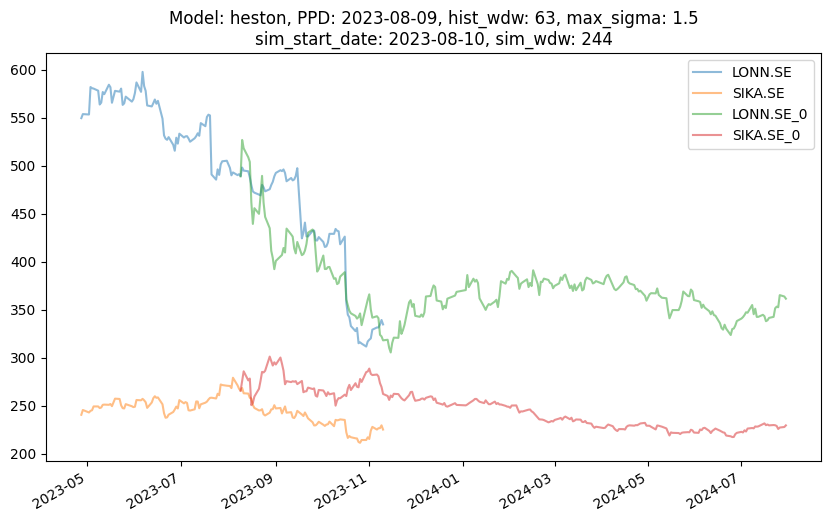 Model: heston, PPD: 2023-08-09, hist_wdw: 63, max_sigma: 1.5
sim_start_date: 2023-08-10, sim_wdw: 244
LONN.SE
SIKA.SE
LONN.SE_0
SIKA.SE_0
600
550
500
450
400
350
300
250
200
2023-05
2023-07
2023-09
2023-11
2024-01
2024-03
2024-05
2024-07